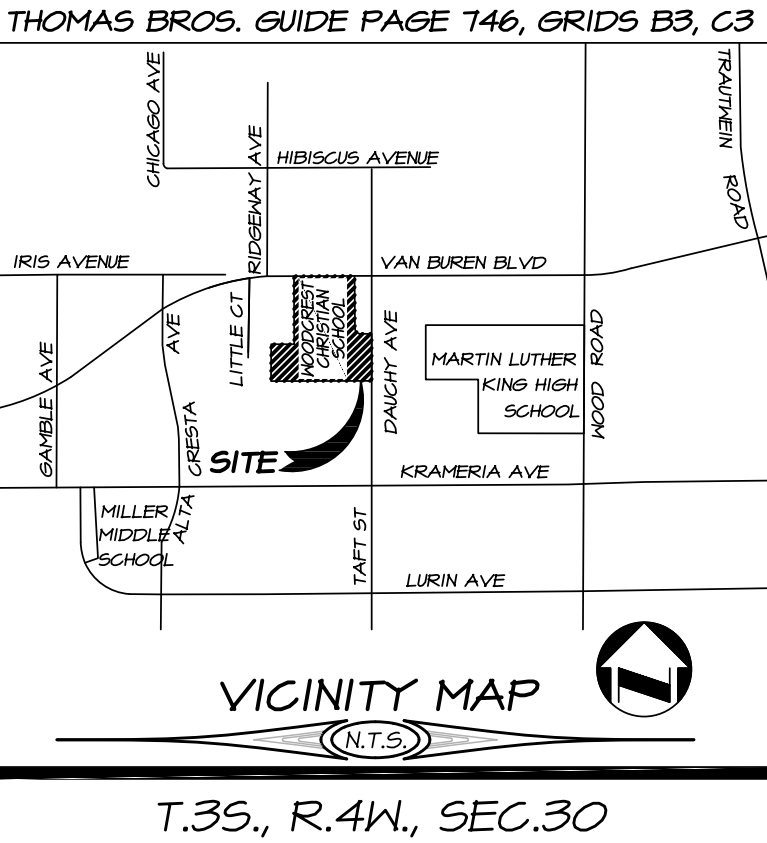 THOMAS BROS. GUIDE PAGE 746, GRIDS B3, C3
CHICAGO AVE
RIDGEWAY AVE
HIBISCUS AVENUE
TRAUTWEIN ROAD
IRIS AVENUE
VAN BUREN BLVD
GAMBLE AVE
ALTA CRESTA AVE
LITTLE CT
WOODCREST
CHRISTIAN
SCHOOL
DAUCHY AVE
MARTIN LUTHER
KING HIGH
SCHOOL
WOOD ROAD
SITE
KRAMERIA AVE
MILLER
MIDDLE
SCHOOL
TAFT ST
LURIN AVE
N
VICINITY MAP
N.T.S.
T.3S., R.4W., SEC.30